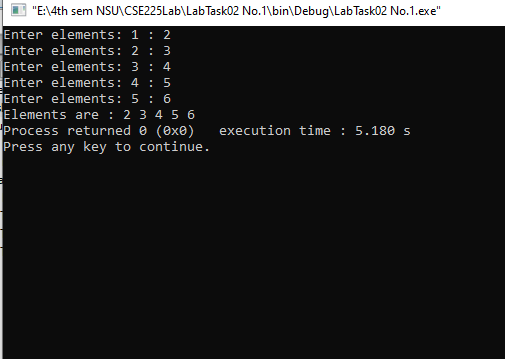 "E:\4th sem NSU\CSE225Lab\LabTask02 No.1\bin\Debug\LabTask02 No.1.exe"
Enter elements: 1 : 2
Enter elements: 2 : 3
Enter elements: 3 : 4
Enter elements: 4 : 5
Enter elements: 5 : 6
Elements are : 2 3 4 5 6
Process returned 0 (0x0)   execution time : 5.180 s
Press any key to continue.